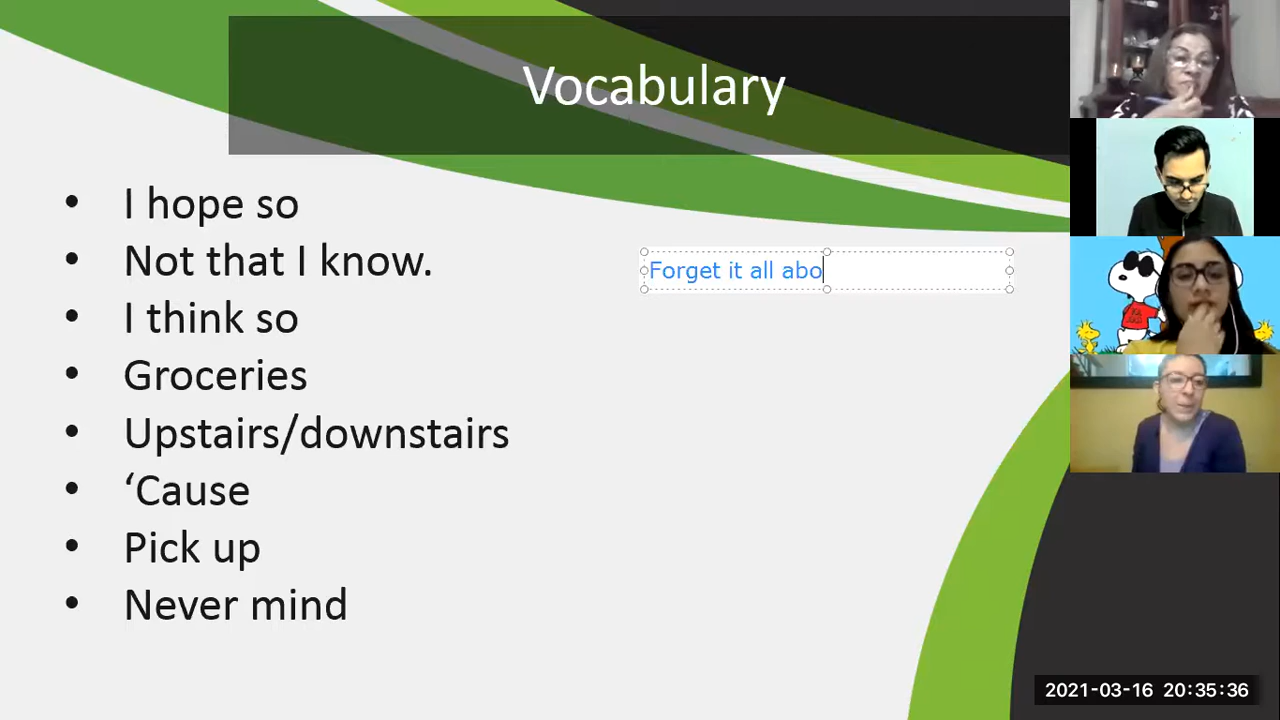 Vocabulary
• I hope so
• Not that I know.
Forget it all abo
• I think so
• Groceries
• Upstairs/downstairs
• ‘Cause
• Pick up
• Never mind
2021-03-16 20:35:36